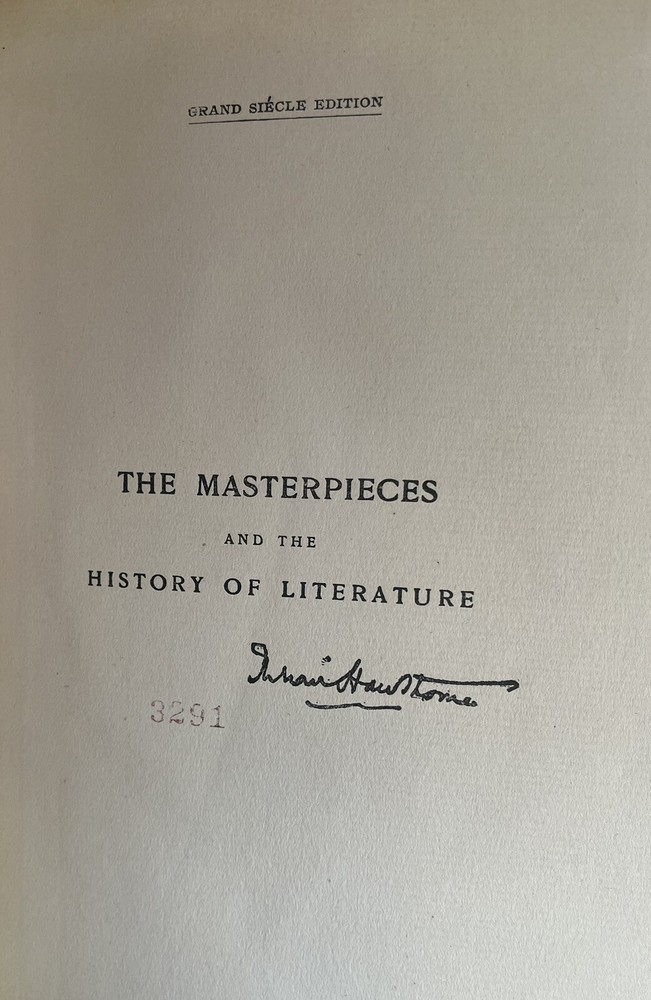 GRAND SIÉCLE EDITION
THE MASTERPIECES
AND THE
HISTORY OF LITERATURE
Julian Hawthorne
3291